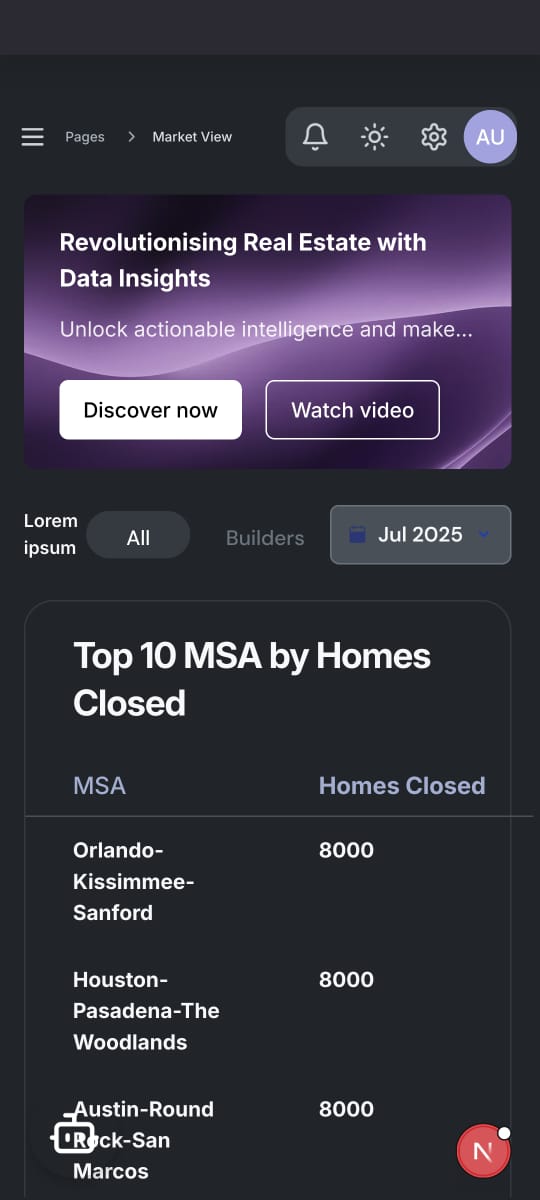 Pages
Market View
AU
Revolutionising Real Estate with
Data Insights
Unlock actionable intelligence and make...
Discover now
Watch video
Lorem
ipsum
All
Builders
Jul 2025
Top 10 MSA by Homes
Closed
MSA
Homes Closed
Orlando-
Kissimmee-
Sanford
8000
Houston-
Pasadena-The
Woodlands
8000
Austin-Round
Rock-San
Marcos
8000
N